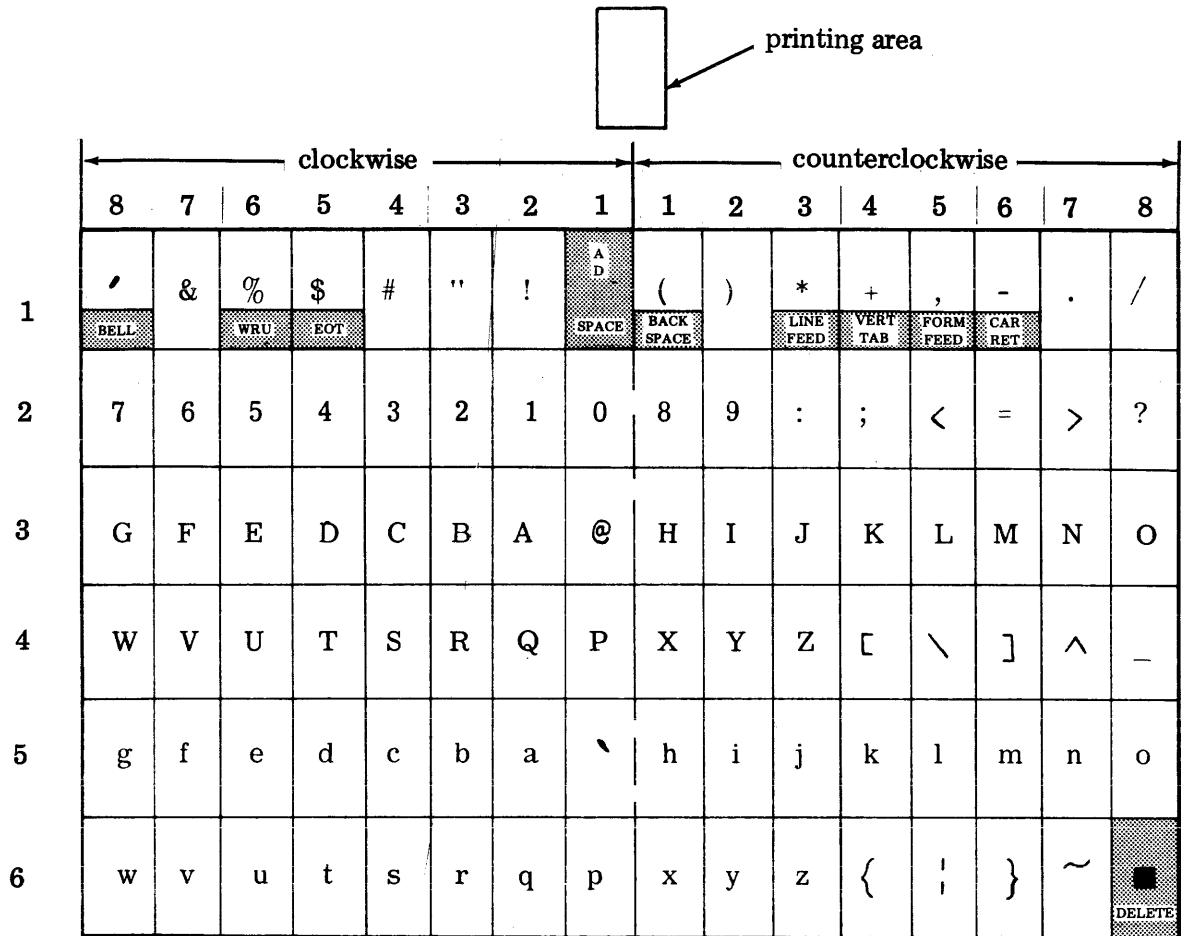 printing area
clockwise counterclockwise
8 7 6 5 4 3 2 1 1 2 3 4 5 6 7 8
1 ′ & % $ # " ! A D ( ) * + , - . /
BELL WRU EOT SPACE BACK SPACE LINE FEED VERT TAB FORM FEED CAR RET
2 7 6 5 4 3 2 1 0 8 9 : ; < = > ?
3 G F E D C B A @ H I J K L M N O
4 W V U T S R Q P X Y Z [ \ ] ^ _
5 g f e d c b a ` h i j k l m n o
6 w v u t s r q p x y z { ¦ } ~ ■
DELETE